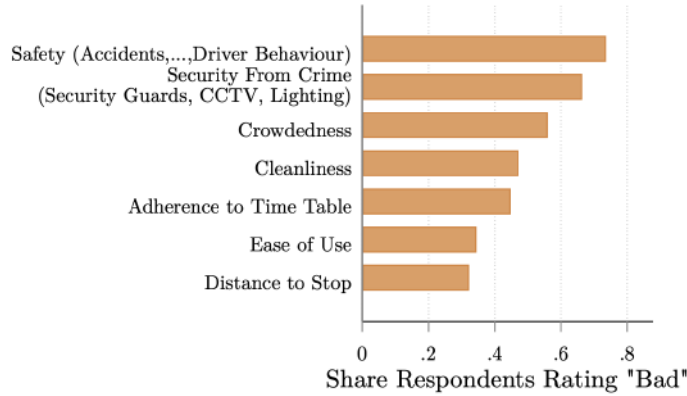 Safety (Accidents,...,Driver Behaviour)
Security From Crime
(Security Guards, CCTV, Lighting)
Crowdedness
Cleanliness
Adherence to Time Table
Ease of Use
Distance to Stop
0 .2 .4 .6 .8
Share Respondents Rating "Bad"